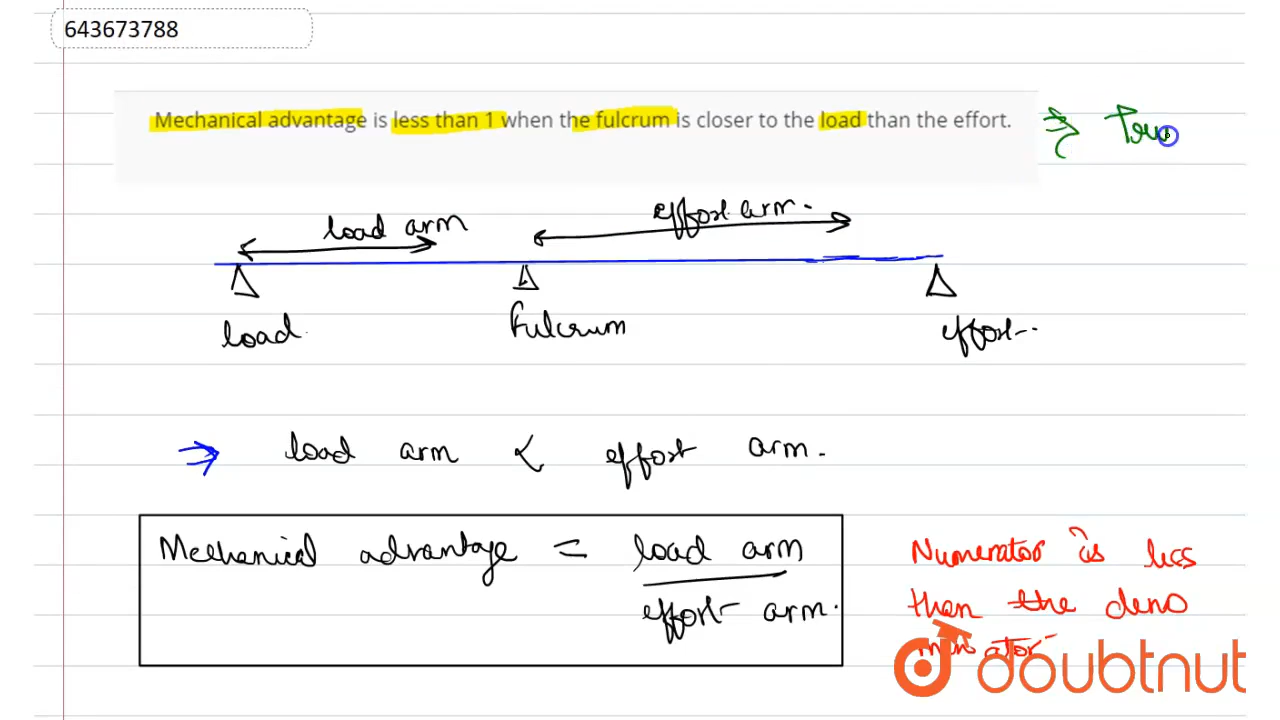 643673788
Mechanical advantage is less than 1 when the fulcrum is closer to the load than the effort.
⇒ Tru
load arm
effort arm.
load
fulcrum
effort
⇒ load arm < effort arm.
Mechanical advantage = load arm
effort arm.
Numerator is less
than the deno
minator
doubtnut